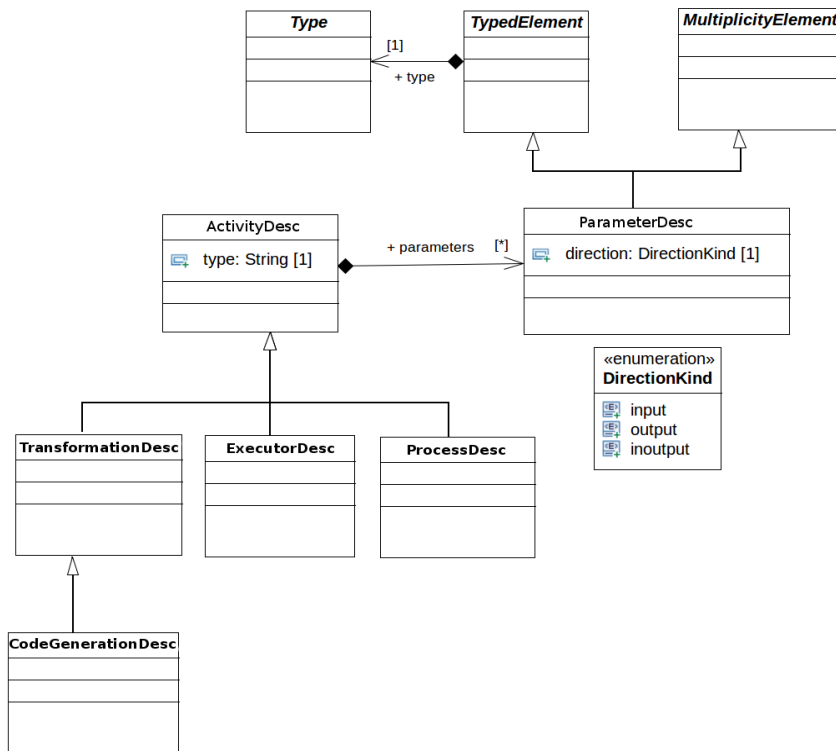 Type
TypedElement
MultiplicityElement
[1]
+ type
ActivityDesc
type: String [1]
+ parameters
[*]
ParameterDesc
direction: DirectionKind [1]
«enumeration»
DirectionKind
input
output
inoutput
TransformationDesc
ExecutorDesc
ProcessDesc
CodeGenerationDesc